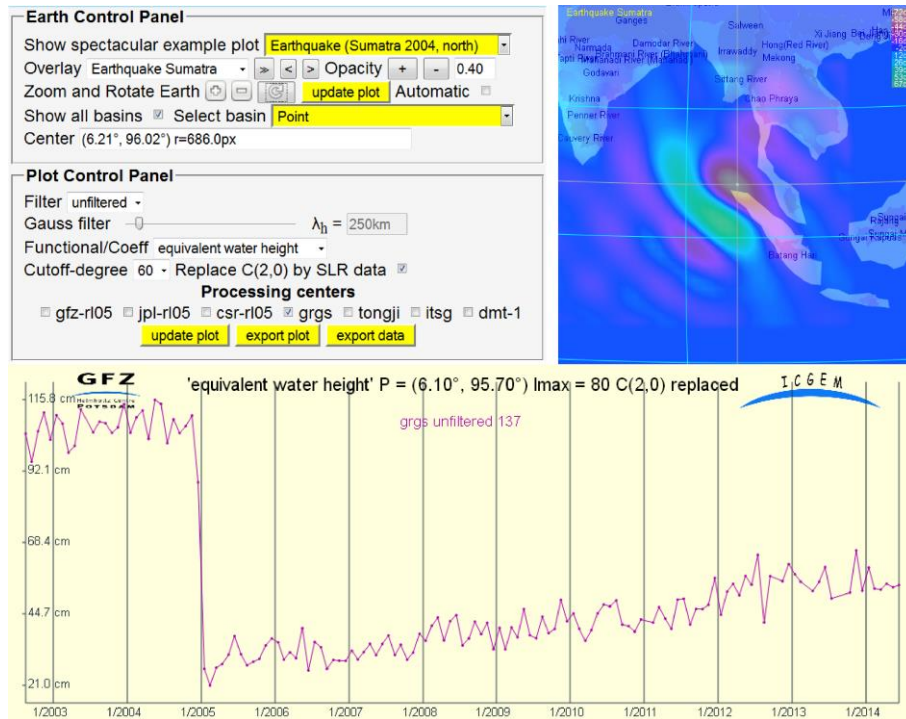 Earth Control Panel
Show spectacular example plot Earthquake (Sumatra 2004, north)
Overlay Earthquake Sumatra > < > Opacity + - 0.40
Zoom and Rotate Earth update plot Automatic
Show all basins Select basin Point
Center (6.21°, 96.02°) r=686.0px
Plot Control Panel
Filter unfiltered
Gauss filter λh = 250km
Functional/Coeff equivalent water height
Cutoff-degree 60 Replace C(2,0) by SLR data
Processing centers
gfz-rl05 jpl-rl05 csr-rl05 grgs tongji itsg dmt-1
update plot export plot export data
Earthquake Sumatra
Ganges
Salween
Xi Jiang
Narmada
Damodar River
Hong(Red River)
Irrawaddy
Mekong
Godavari
Sittang River
Krishna
Chao Phraya
Penner River
Cauvery River
Batang Hari
GFZ
POTSDAM
'equivalent water height' P = (6.10°, 95.70°) lmax = 80 C(2,0) replaced
ICGEM
grgs unfiltered 137
115.8 cm
92.1 cm
68.4 cm
44.7 cm
21.0 cm
1/2003 1/2004 1/2005 1/2006 1/2007 1/2008 1/2009 1/2010 1/2011 1/2012 1/2013 1/2014